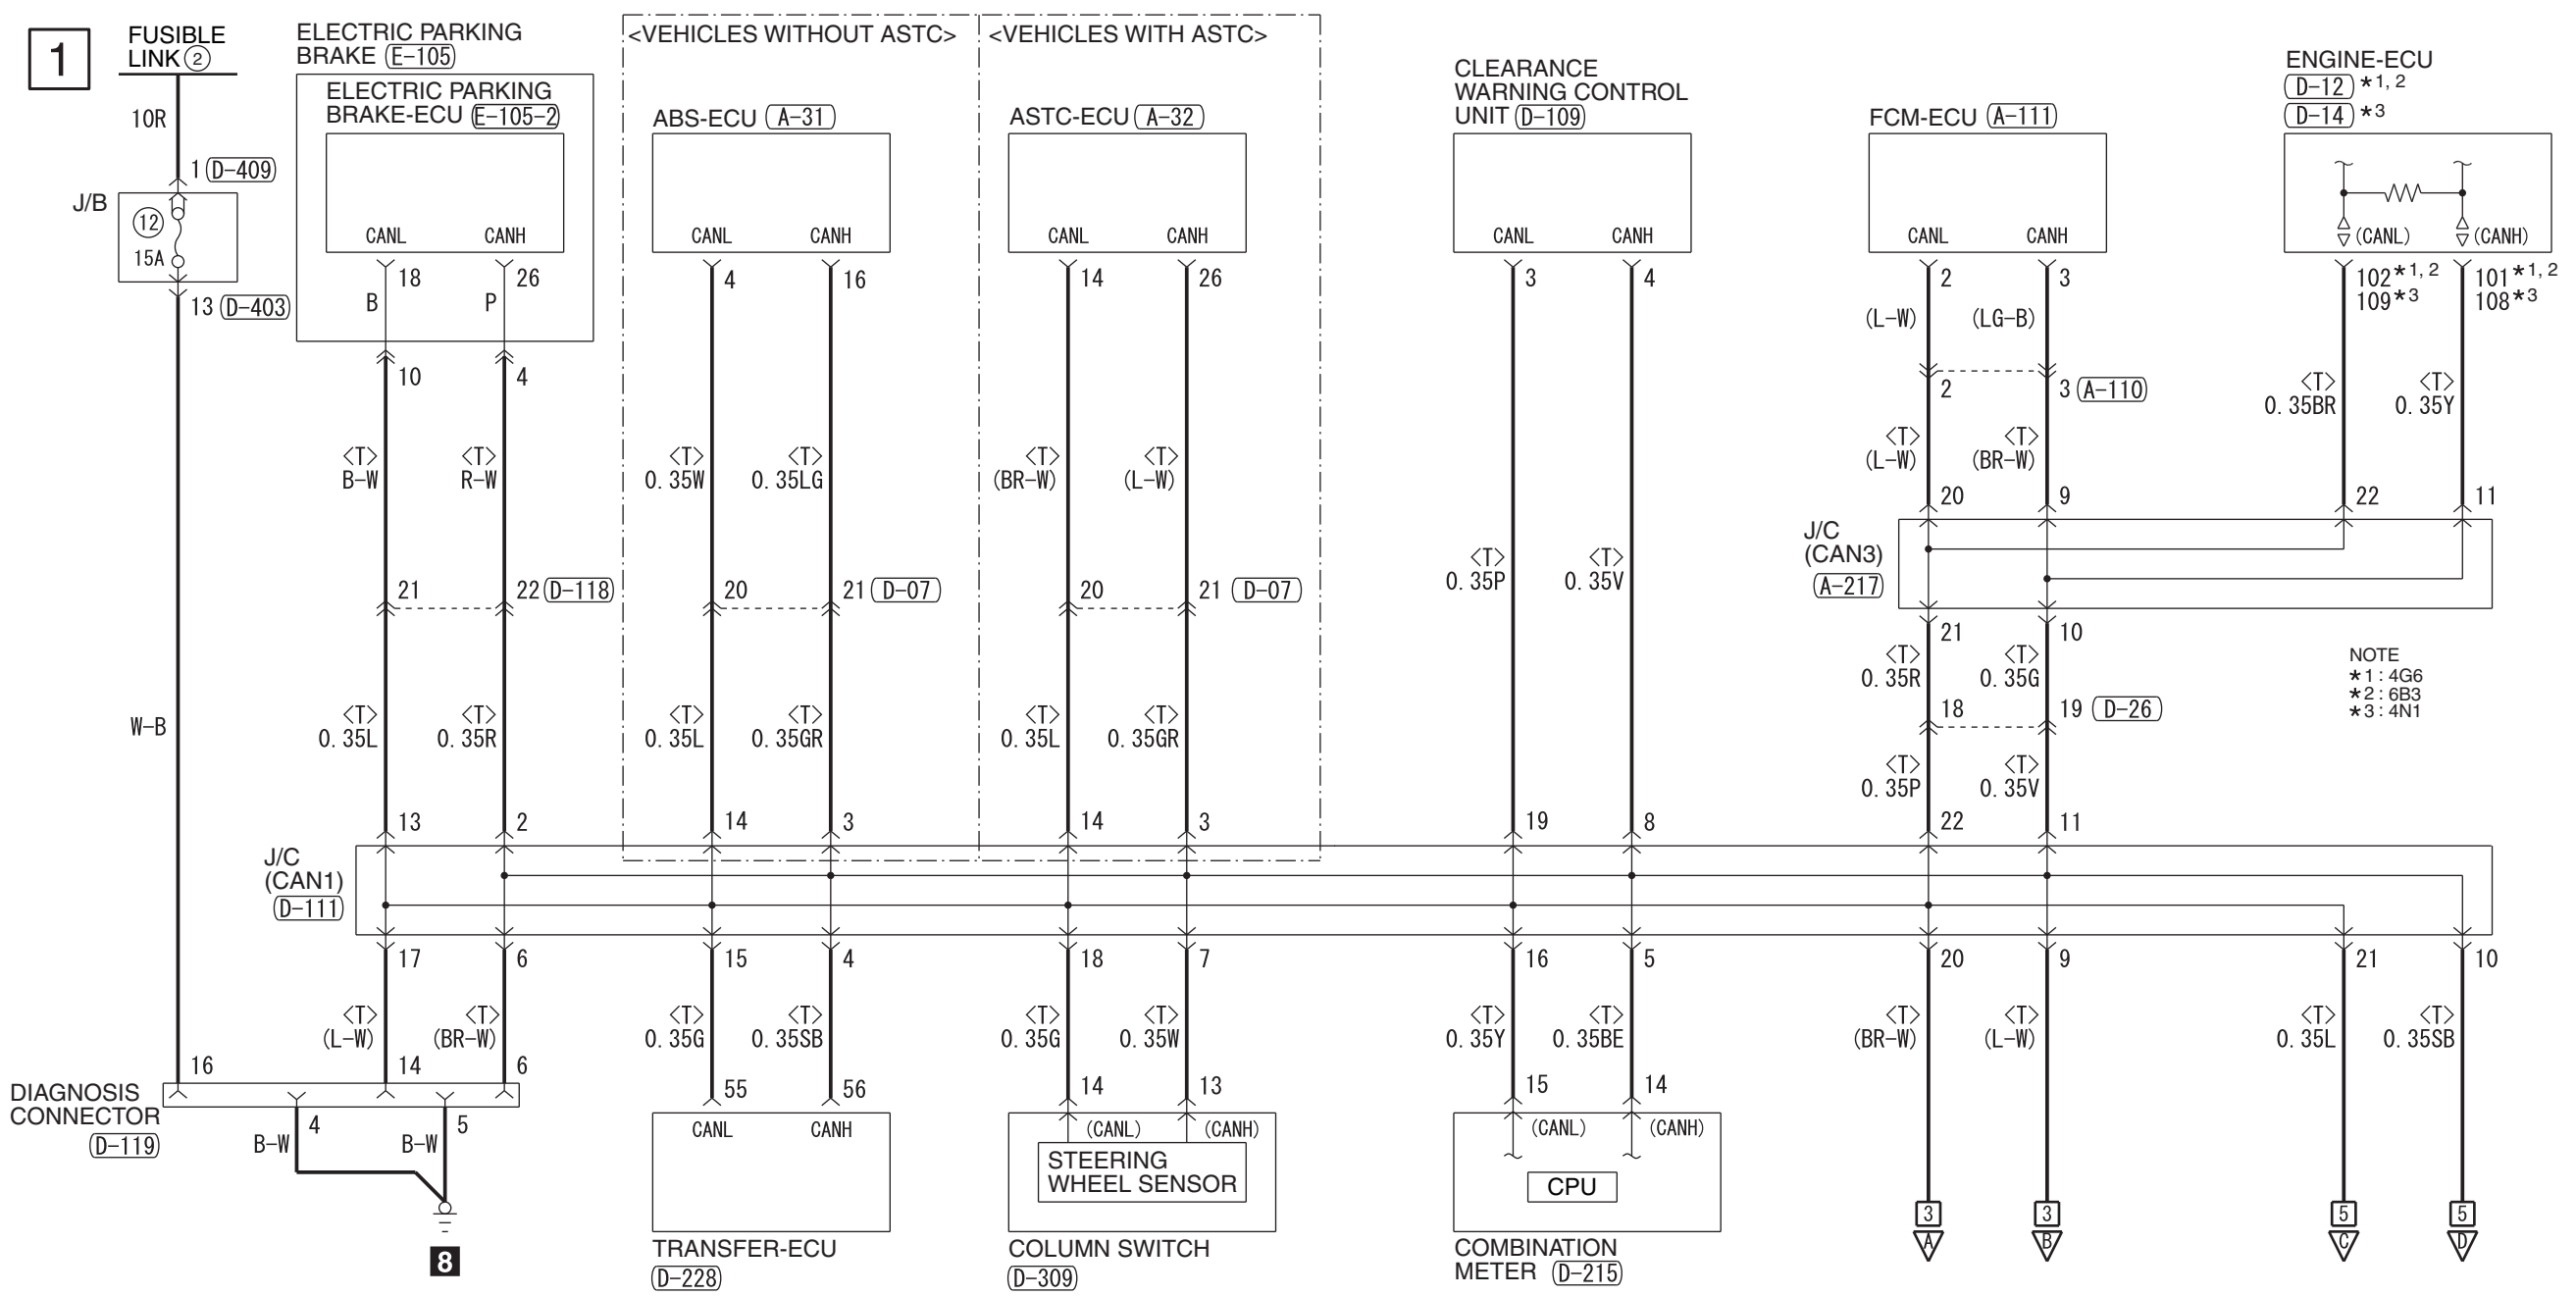 1
FUSIBLE
LINK ②
10R
1 D-409
J/B
⑫
15A
13 D-403
W-B
ELECTRIC PARKING
BRAKE E-105
ELECTRIC PARKING
BRAKE-ECU E-105-2
CANL CANH
18 26
B P
10 4
<T> <T>
B-W R-W
21 22 D-118
<T> <T>
0.35L 0.35R
13 2
<VEHICLES WITHOUT ASTC>
ABS-ECU A-31
CANL CANH
4 16
<T> <T>
0.35W 0.35LG
20 21 D-07
<T> <T>
0.35L 0.35GR
14 3
<VEHICLES WITH ASTC>
ASTC-ECU A-32
CANL CANH
14 26
<T> <T>
(BR-W) (L-W)
20 21 D-07
<T> <T>
0.35L 0.35GR
14 3
CLEARANCE
WARNING CONTROL
UNIT D-109
CANL CANH
3 4
<T> <T>
0.35P 0.35V
19 8
FCM-ECU A-111
CANL CANH
2 3
(L-W) (LG-B)
2 3 A-110
<T> <T>
(L-W) (BR-W)
20 9
ENGINE-ECU
D-12 *1, 2
D-14 *3
(CANL) (CANH)
102*1, 2 101*1, 2
109*3 108*3
<T> <T>
0.35BR 0.35Y
22 11
J/C
(CAN3)
A-217
21 10
<T> <T>
0.35R 0.35G
18 19 D-26
<T> <T>
0.35P 0.35V
22 11
NOTE
*1 : 4G6
*2 : 6B3
*3 : 4N1
J/C
(CAN1)
D-111
17 6 15 4 18 7 16 5 20 9 21 10
<T> <T> <T> <T> <T> <T> <T> <T> <T> <T> <T> <T>
(L-W) (BR-W) 0.35G 0.35SB 0.35G 0.35W 0.35Y 0.35BE (BR-W) (L-W) 0.35L 0.35SB
16 14 6
DIAGNOSIS
CONNECTOR
D-119
4 5
B-W B-W
8
55 56
CANL CANH
TRANSFER-ECU
D-228
14 13
(CANL) (CANH)
STEERING
WHEEL SENSOR
COLUMN SWITCH
D-309
15 14
(CANL) (CANH)
CPU
COMBINATION
METER D-215
3 3 5 5
A B C D